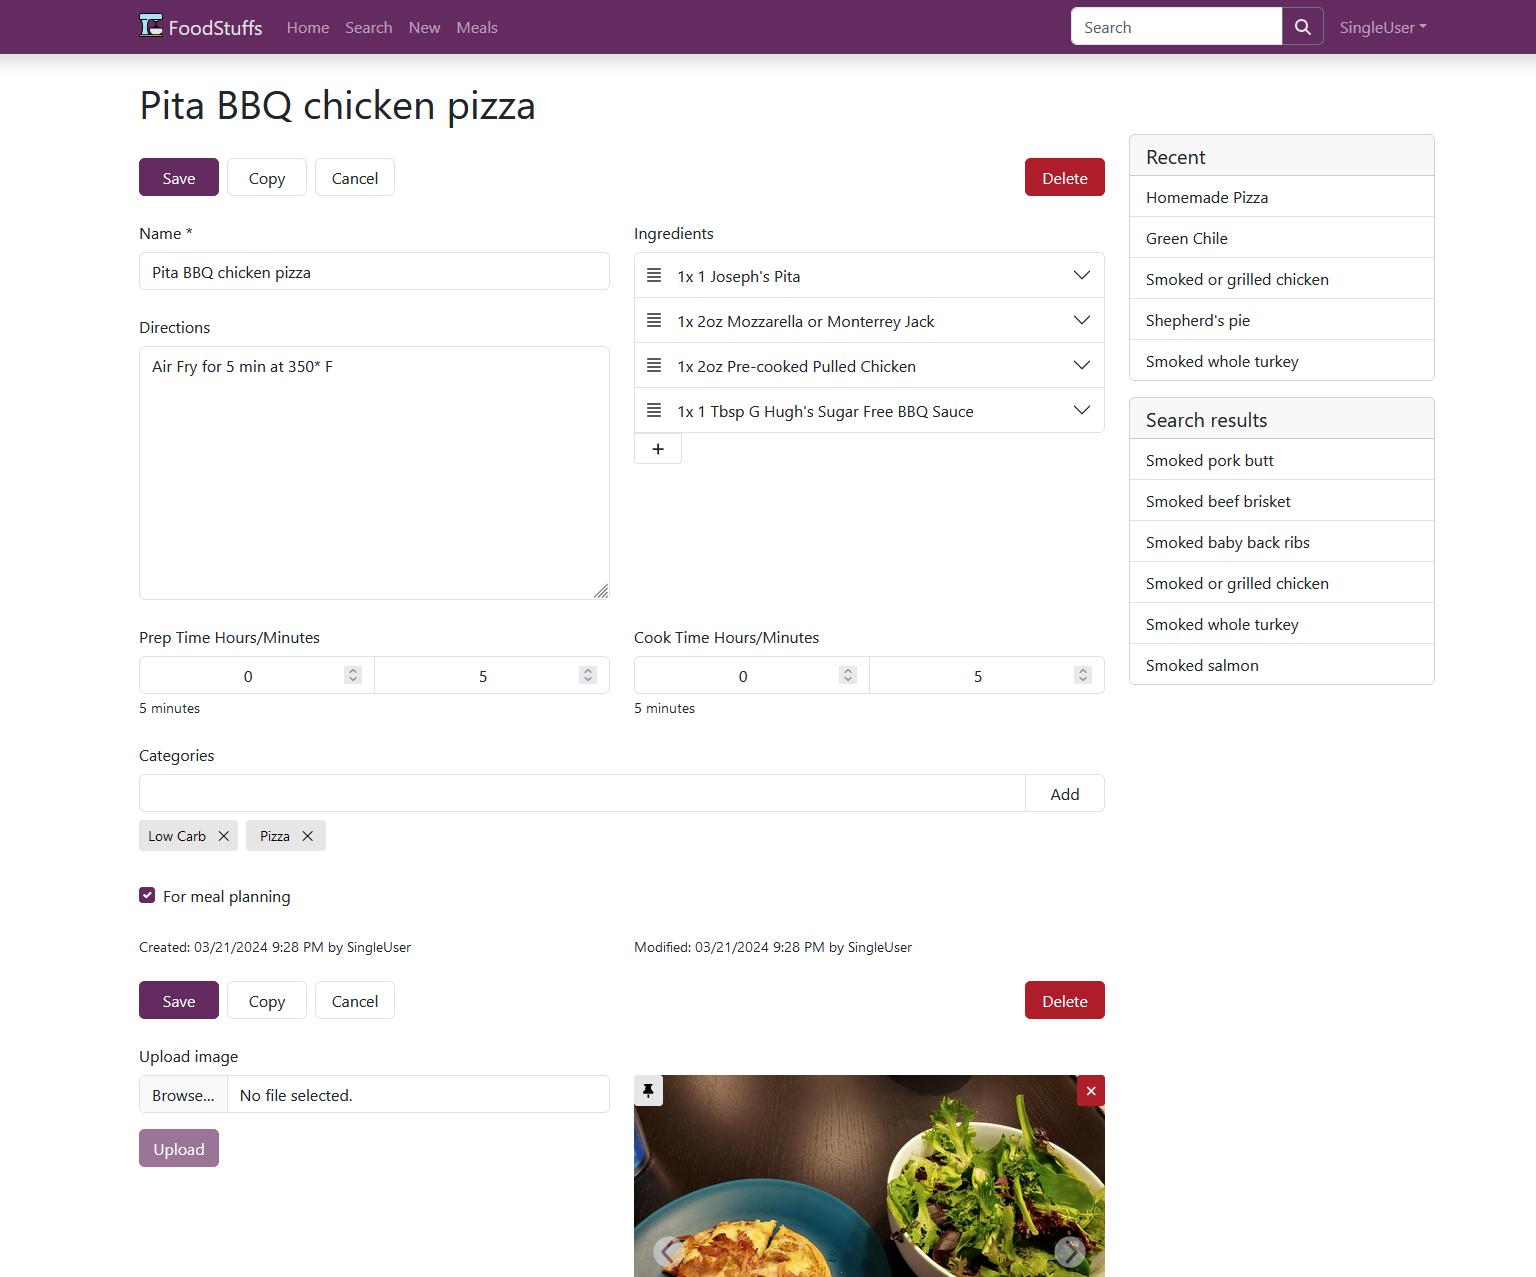 FoodStuffs Home Search New Meals Search SingleUser
Pita BBQ chicken pizza
Save Copy Cancel Delete
Name *
Pita BBQ chicken pizza
Directions
Air Fry for 5 min at 350* F
Ingredients
1x 1 Joseph's Pita
1x 2oz Mozzarella or Monterrey Jack
1x 2oz Pre-cooked Pulled Chicken
1x 1 Tbsp G Hugh's Sugar Free BBQ Sauce
+
Prep Time Hours/Minutes
0 5
5 minutes
Cook Time Hours/Minutes
0 5
5 minutes
Categories
Add
Low Carb Pizza
For meal planning
Created: 03/21/2024 9:28 PM by SingleUser
Modified: 03/21/2024 9:28 PM by SingleUser
Save Copy Cancel Delete
Upload image
Browse... No file selected.
Upload
Recent
Homemade Pizza
Green Chile
Smoked or grilled chicken
Shepherd's pie
Smoked whole turkey
Search results
Smoked pork butt
Smoked beef brisket
Smoked baby back ribs
Smoked or grilled chicken
Smoked whole turkey
Smoked salmon